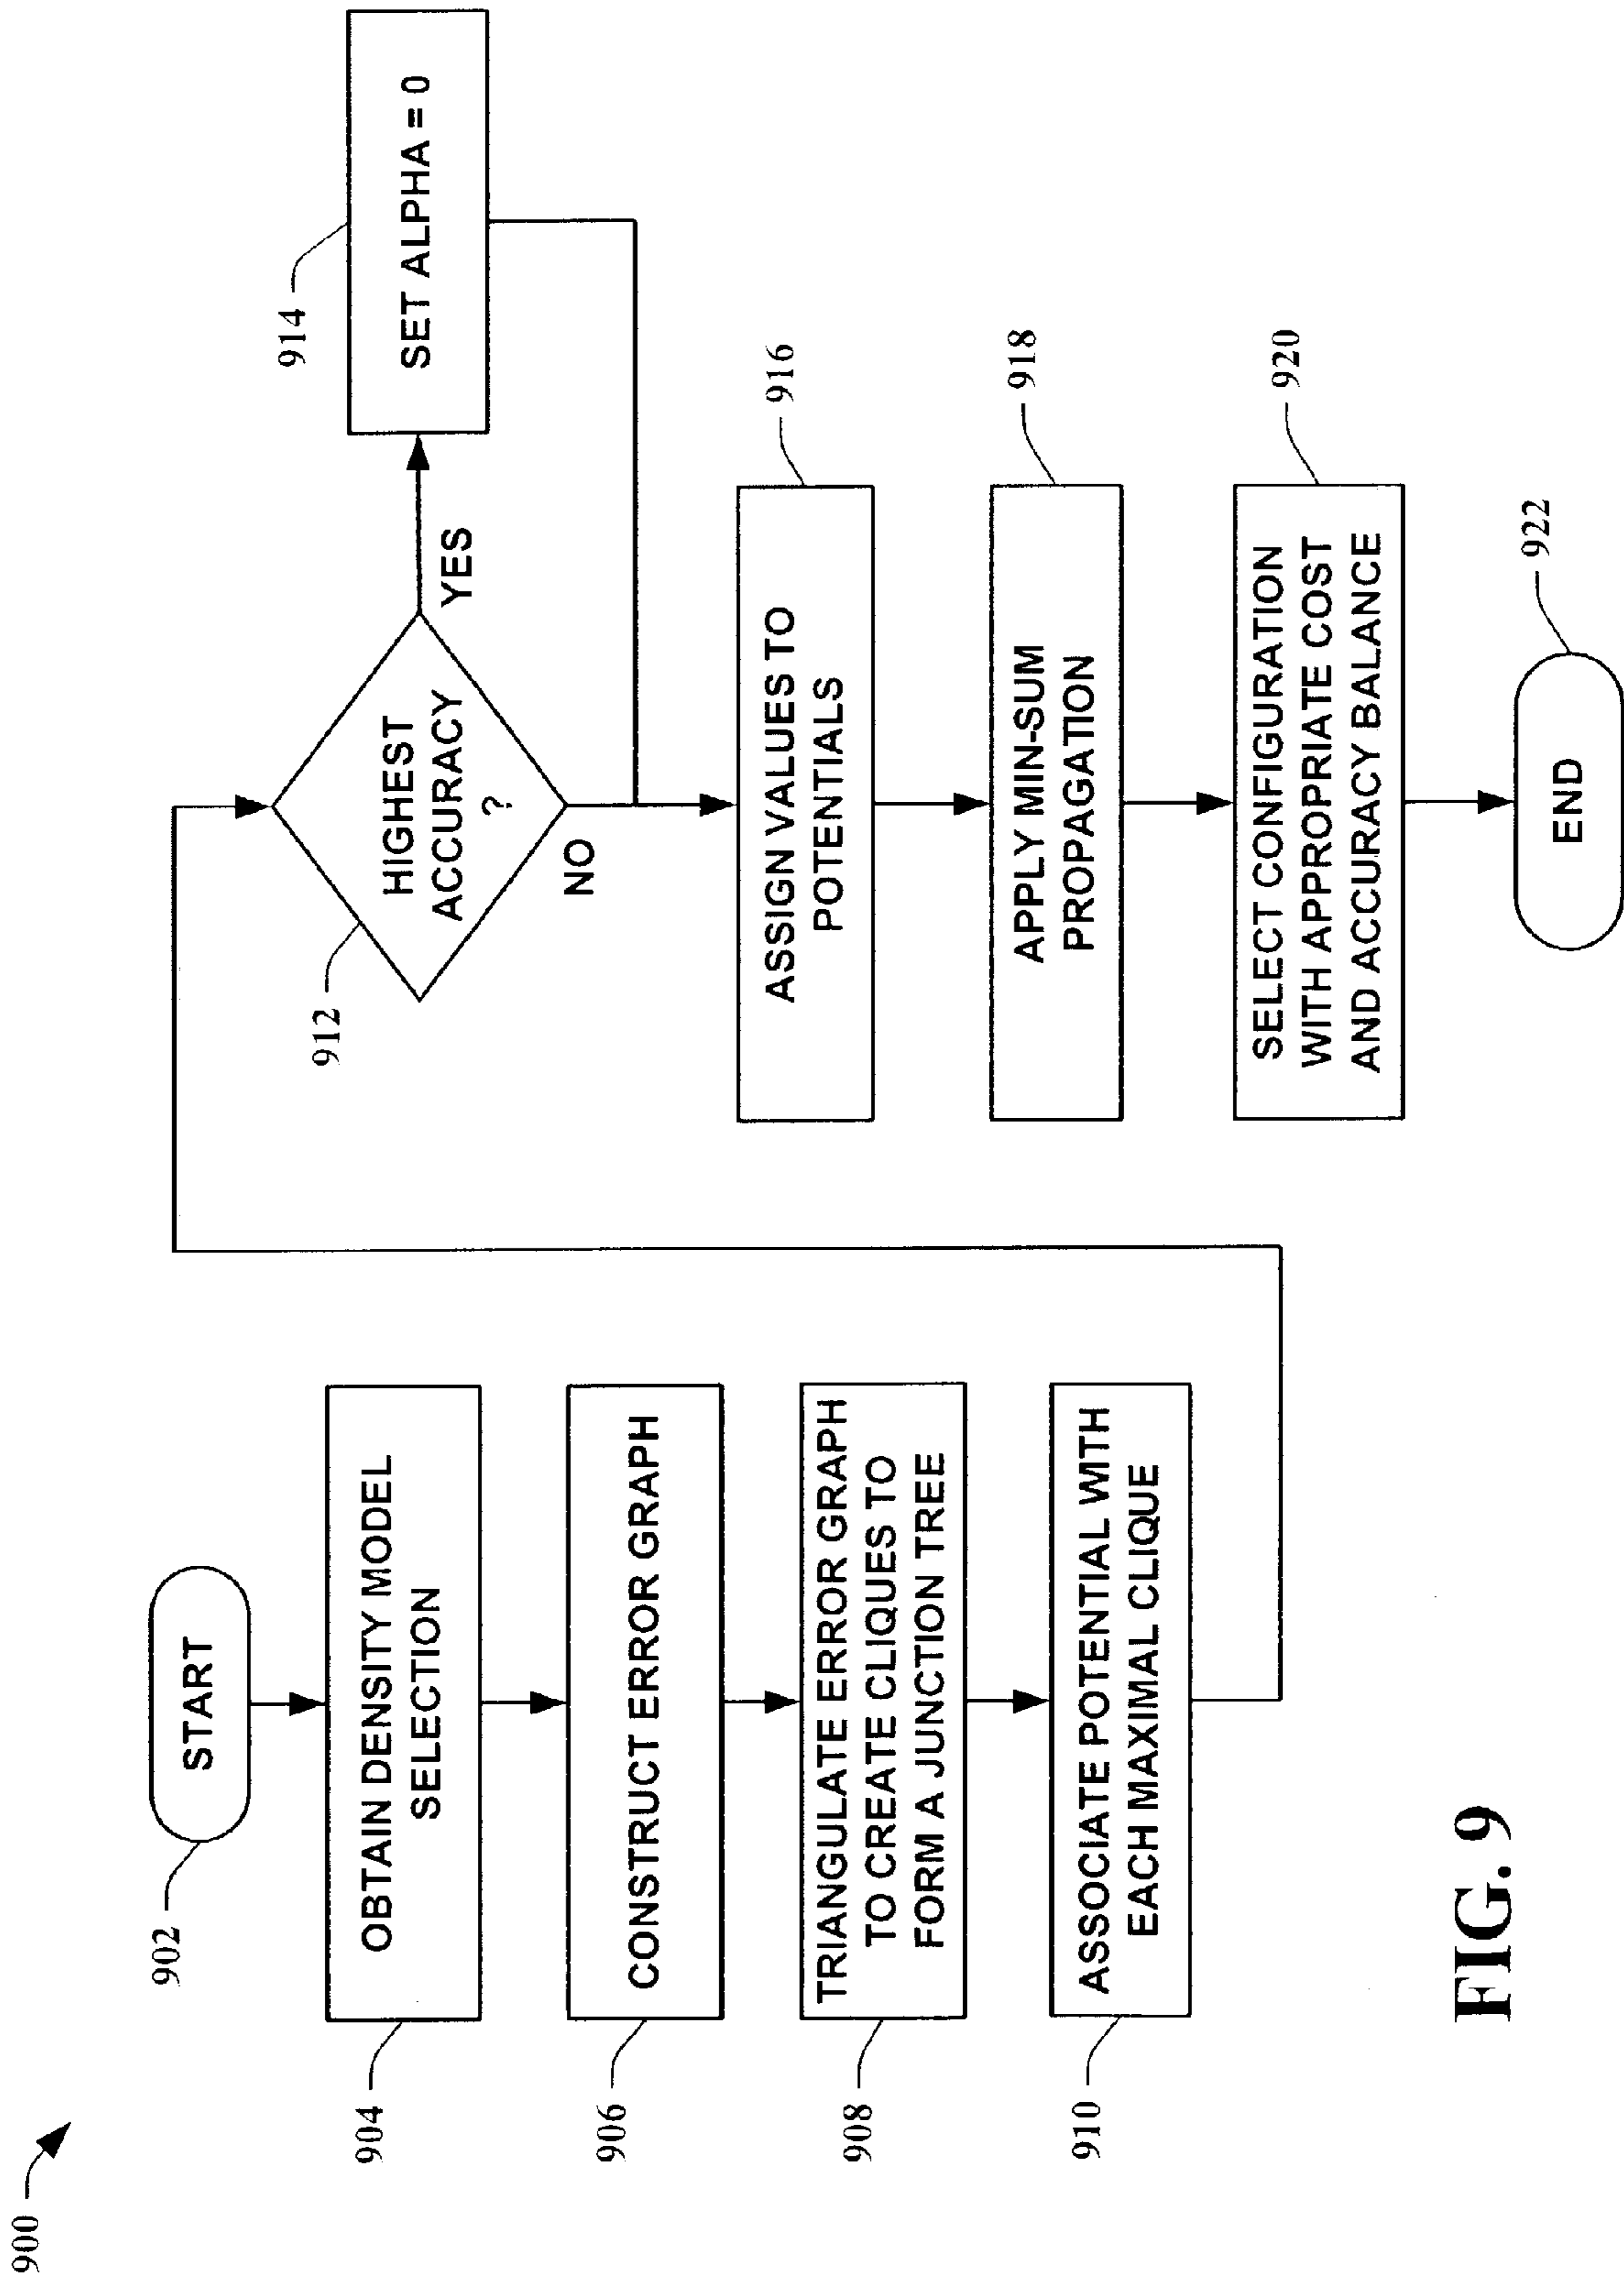 900
START
902
OBTAIN DENSITY MODEL
SELECTION
904
CONSTRUCT ERROR GRAPH
906
TRIANGULATE ERROR GRAPH
TO CREATE CLIQUES TO
FORM A JUNCTION TREE
908
ASSOCIATE POTENTIAL WITH
EACH MAXIMAL CLIQUE
910
HIGHEST
ACCURACY
?
912
YES
NO
SET ALPHA = 0
914
ASSIGN VALUES TO
POTENTIALS
916
APPLY MIN-SUM
PROPAGATION
918
SELECT CONFIGURATION
WITH APPROPRIATE COST
AND ACCURACY BALANCE
920
END
922
FIG. 9